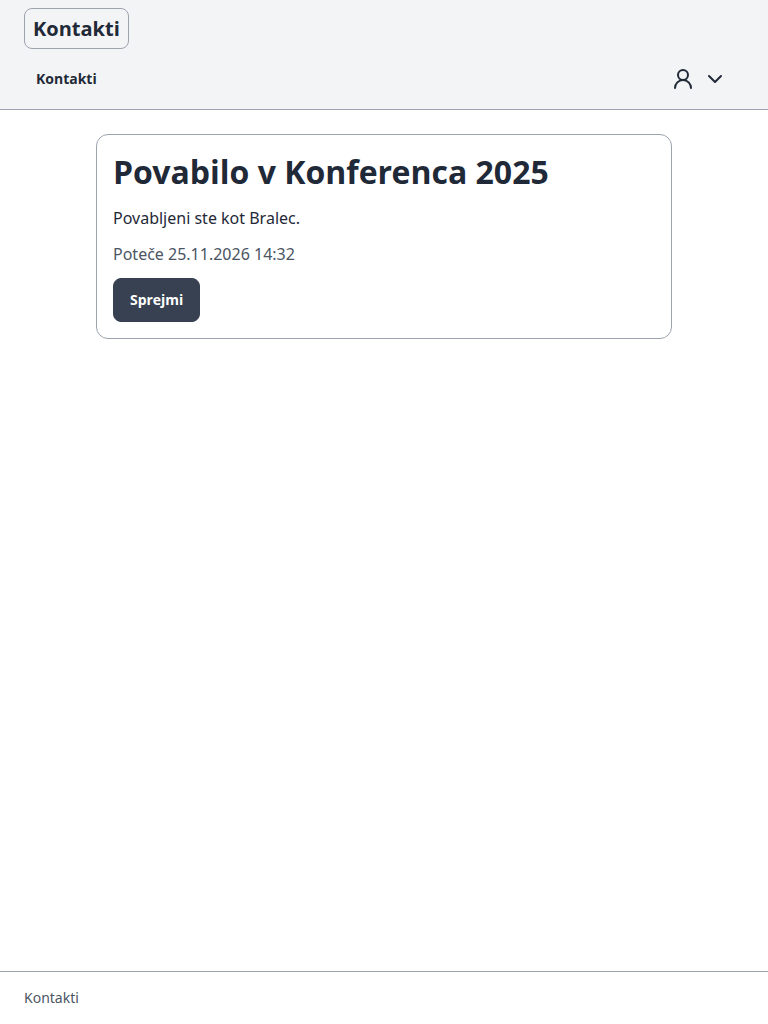 Kontakti
Kontakti
Povabilo v Konferenca 2025
Povabljeni ste kot Bralec.
Poteče 25.11.2026 14:32
Sprejmi
Kontakti